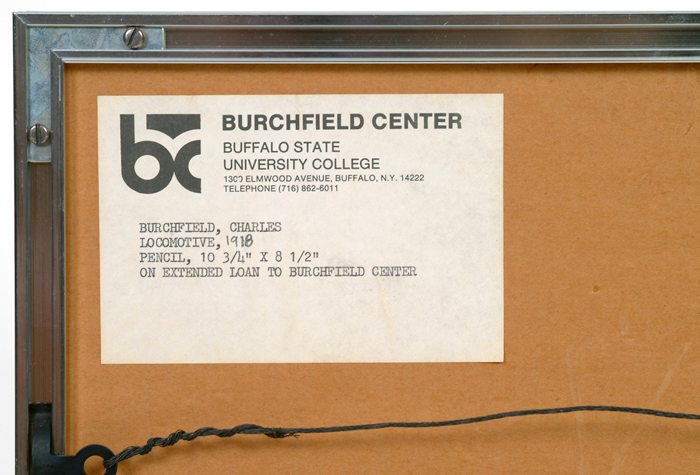 bc
BURCHFIELD CENTER
BUFFALO STATE
UNIVERSITY COLLEGE
1300 ELMWOOD AVENUE, BUFFALO, N.Y. 14222
TELEPHONE (716) 862-6011
BURCHFIELD, CHARLES
LOCOMOTIVE, 1918
PENCIL, 10 3/4" X 8 1/2"
ON EXTENDED LOAN TO BURCHFIELD CENTER